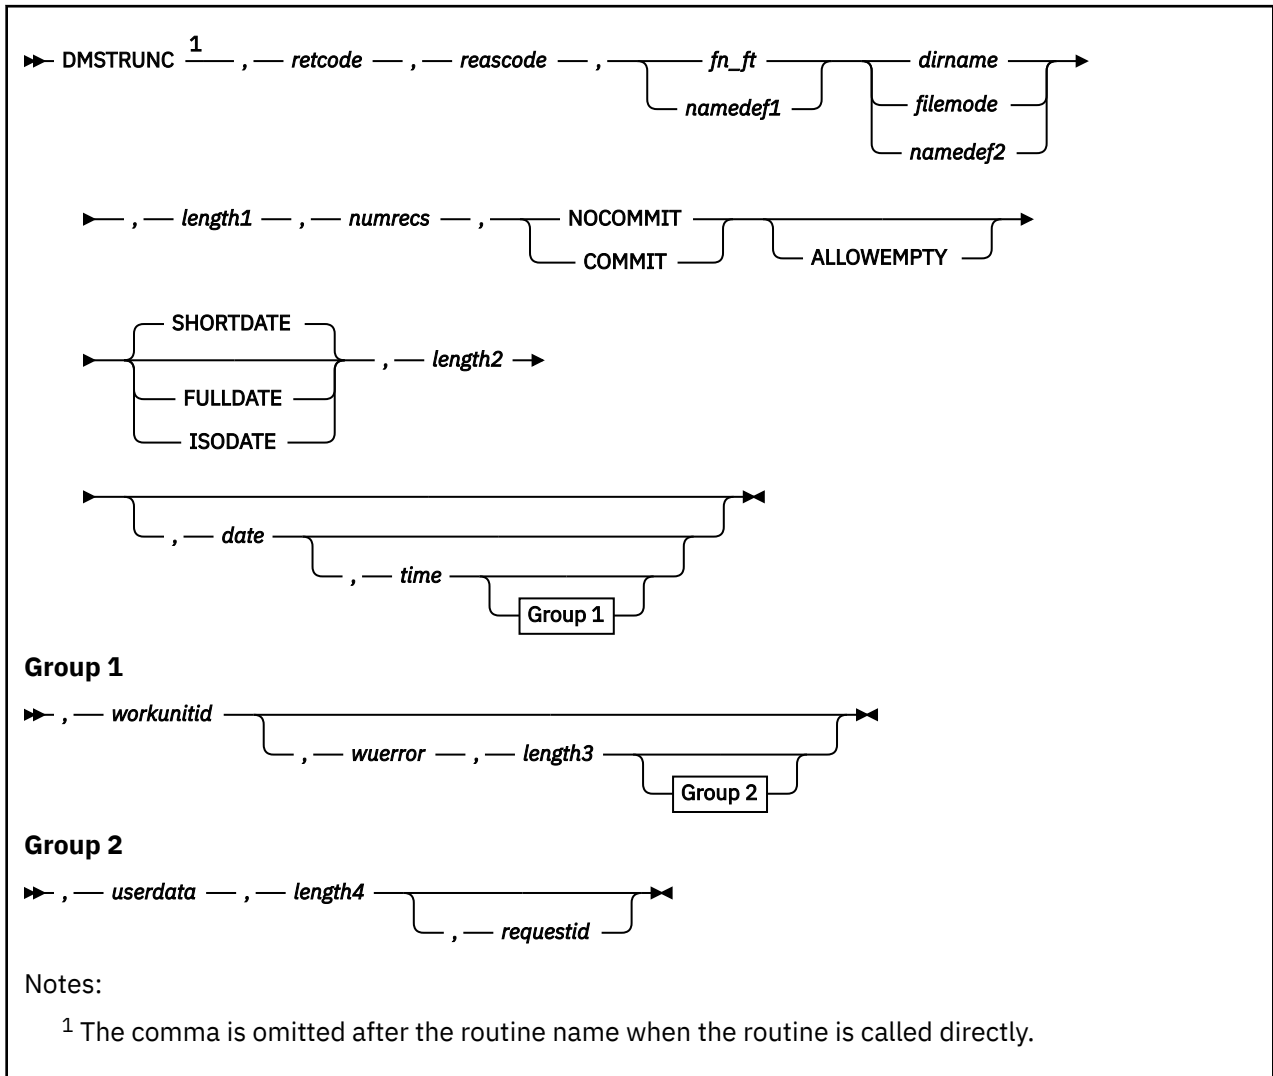 DMSTRUNC 1 , retcode , reascode , fn_ft dirname
namedef1 filemode
namedef2
, length1 , numrecs , NOCOMMIT
COMMIT ALLOWEMPTY
SHORTDATE
, length2
FULLDATE
ISODATE
, date
, time
Group 1
Group 1
, workunitid
, wuerror , length3
Group 2
Group 2
, userdata , length4
, requestid
Notes:
1 The comma is omitted after the routine name when the routine is called directly.